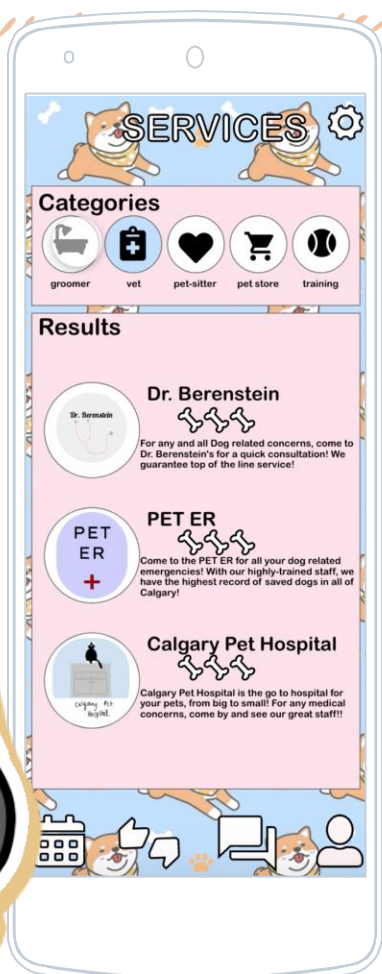 SERVICES
Categories
groomer
vet
pet-sitter
pet store
training
Results
Dr. Berenstein
Dr. Berenstein
For any and all Dog related concerns, come to
Dr. Berenstein's for a quick consultation! We
guarantee top of the line service!
PET
ER
PET ER
Come to the PET ER for all your dog related
emergencies! With our highly-trained staff, we
have the highest record of saved dogs in all of
Calgary!
Calgary Pet
Hospital
Calgary Pet Hospital
Calgary Pet Hospital is the go to hospital for
your pets, from big to small! For any medical
concerns, come by and see our great staff!!